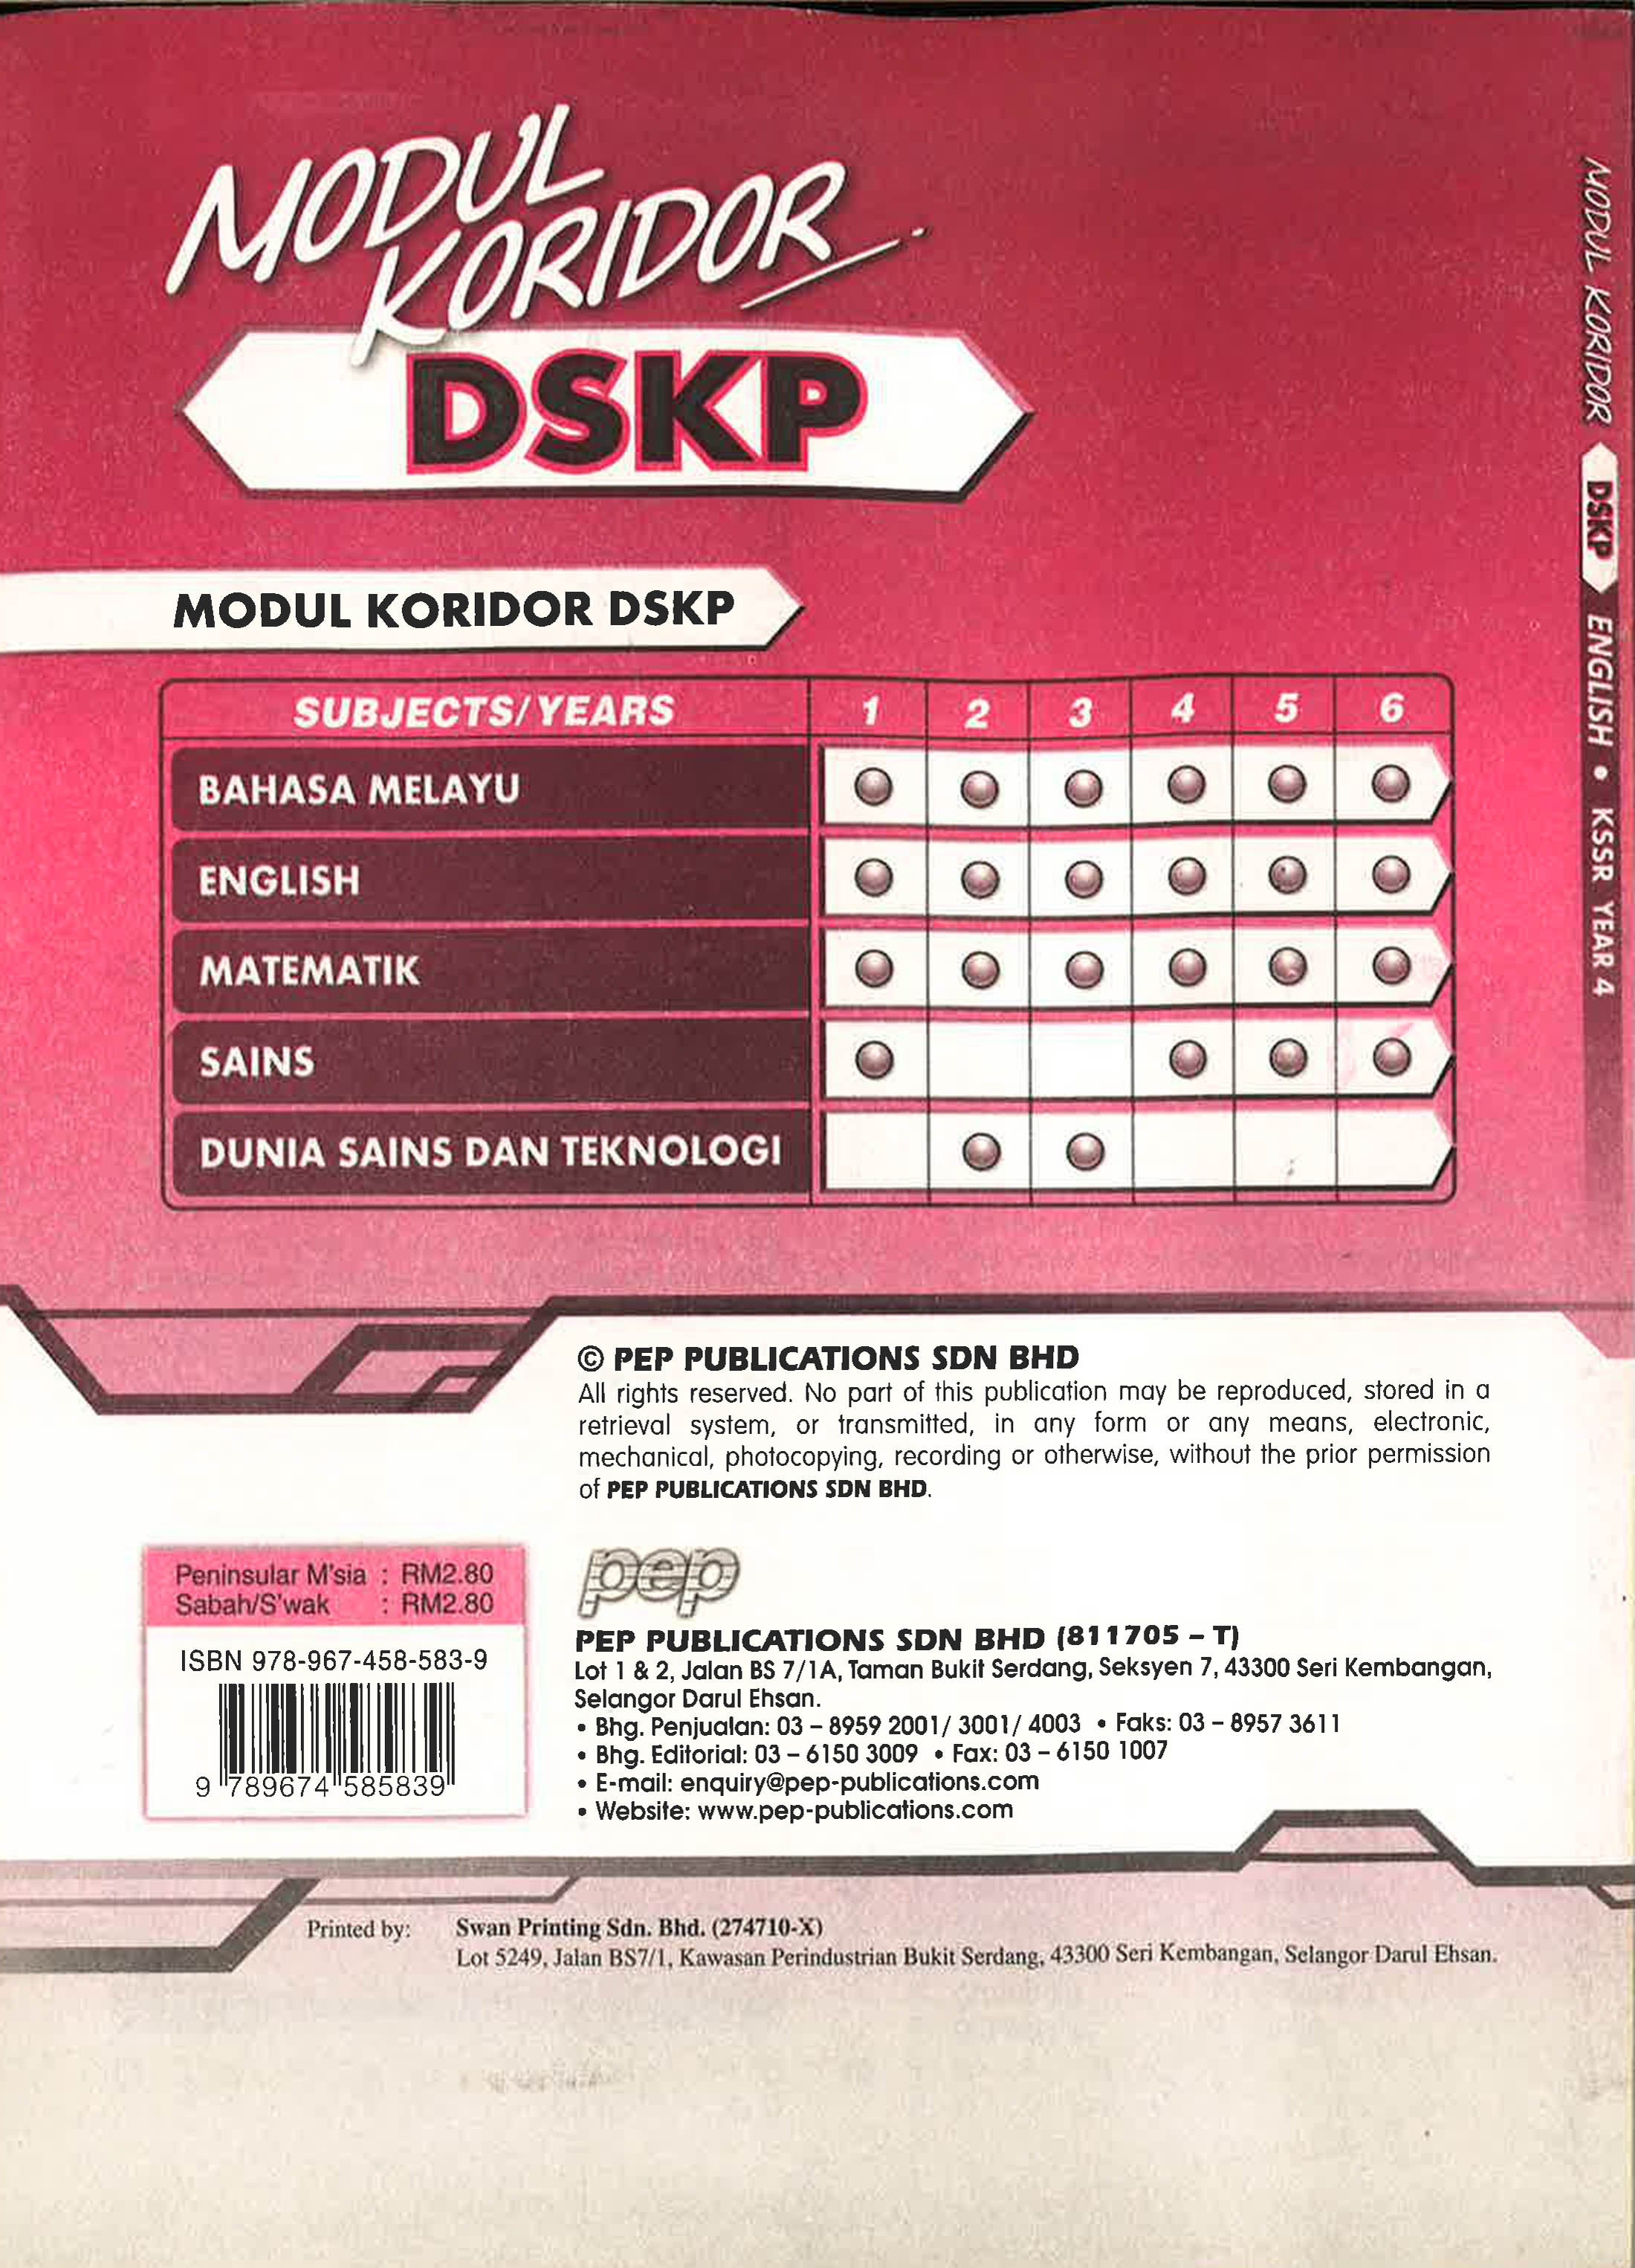 MODUL
KORIDOR
DSKP
MODUL KORIDOR DSKP
SUBJECTS/YEARS 1 2 3 4 5 6
BAHASA MELAYU
ENGLISH
MATEMATIK
SAINS
DUNIA SAINS DAN TEKNOLOGI
© PEP PUBLICATIONS SDN BHD
All rights reserved. No part of this publication may be reproduced, stored in a
retrieval system, or transmitted, in any form or any means, electronic,
mechanical, photocopying, recording or otherwise, without the prior permission
of PEP PUBLICATIONS SDN BHD.
Peninsular M'sia : RM2.80
Sabah/S'wak : RM2.80
ISBN 978-967-458-583-9
9 789674 585839
pep
PEP PUBLICATIONS SDN BHD (811705 – T)
Lot 1 & 2, Jalan BS 7/1A, Taman Bukit Serdang, Seksyen 7, 43300 Seri Kembangan,
Selangor Darul Ehsan.
• Bhg. Penjualan: 03 – 8959 2001/ 3001/ 4003 • Faks: 03 – 8957 3611
• Bhg. Editorial: 03 – 6150 3009 • Fax: 03 – 6150 1007
• E-mail: enquiry@pep-publications.com
• Website: www.pep-publications.com
Printed by: Swan Printing Sdn. Bhd. (274710-X)
Lot 5249, Jalan BS7/1, Kawasan Perindustrian Bukit Serdang, 43300 Seri Kembangan, Selangor Darul Ehsan.
MODUL KORIDOR DSKP ENGLISH • KSSR YEAR 4